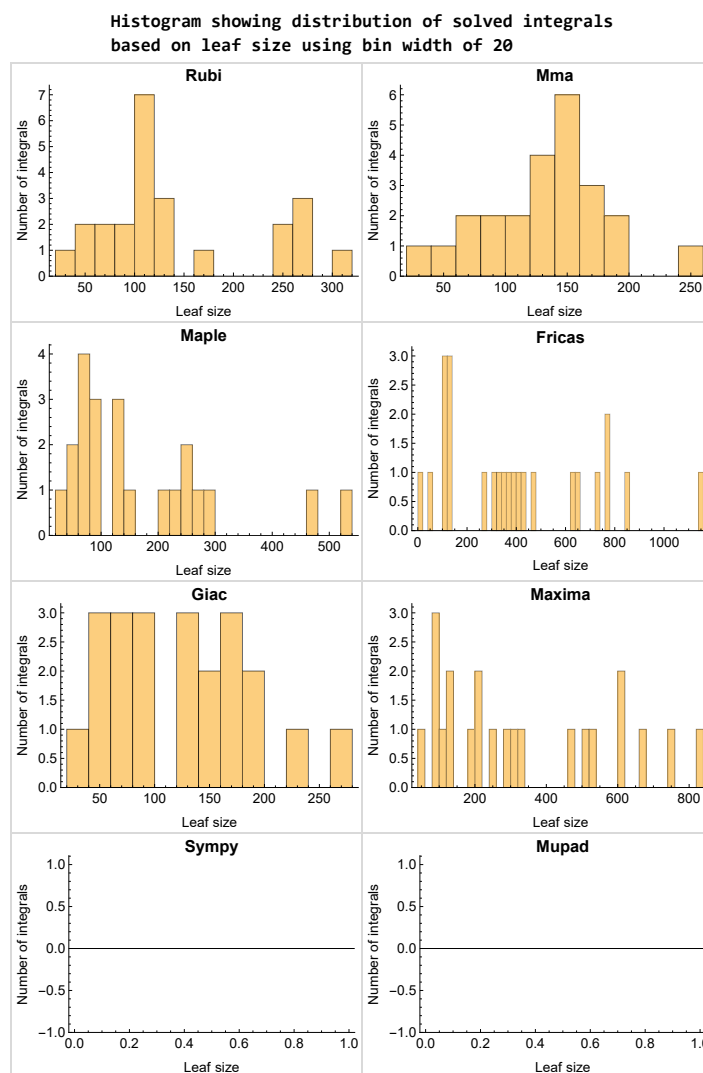 Histogram showing distribution of solved integrals
based on leaf size using bin width of 20
Rubi
Number of integrals
0 1 2 3 4 5 6 7
50 100 150 200 250 300
Leaf size
Mma
Number of integrals
0 1 2 3 4 5 6
50 100 150 200 250
Leaf size
Maple
Number of integrals
0 1 2 3 4
100 200 300 400 500
Leaf size
Fricas
Number of integrals
0.0 0.5 1.0 1.5 2.0 2.5 3.0
0 200 400 600 800 1000
Leaf size
Giac
Number of integrals
0.0 0.5 1.0 1.5 2.0 2.5 3.0
50 100 150 200 250
Leaf size
Maxima
Number of integrals
0.0 0.5 1.0 1.5 2.0 2.5 3.0
200 400 600 800
Leaf size
Sympy
Number of integrals
-1.0 -0.5 0.0 0.5 1.0
0.0 0.2 0.4 0.6 0.8 1.0
Leaf size
Mupad
Number of integrals
-1.0 -0.5 0.0 0.5 1.0
0.0 0.2 0.4 0.6 0.8 1.0
Leaf size